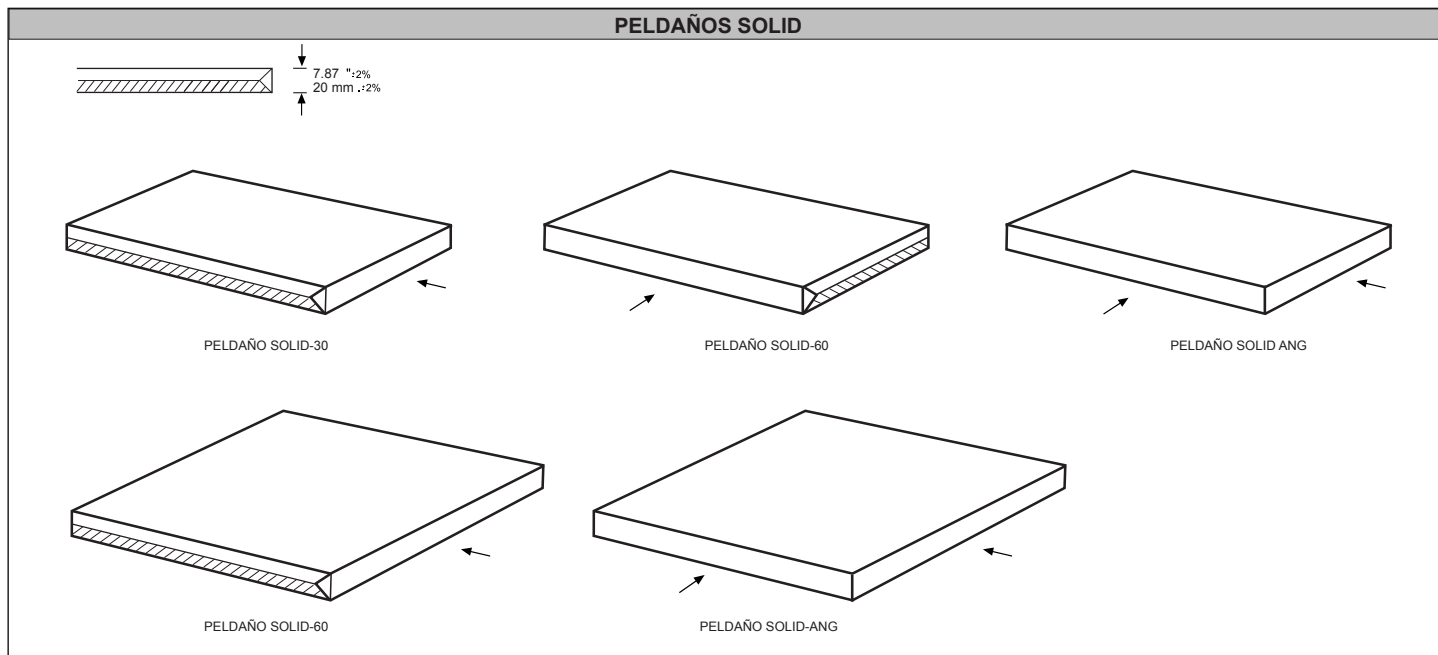 PELDAÑOS SOLID
7.87 "±2%
20 mm ±2%
PELDAÑO SOLID-30
PELDAÑO SOLID-60
PELDAÑO SOLID ANG
PELDAÑO SOLID-60
PELDAÑO SOLID-ANG